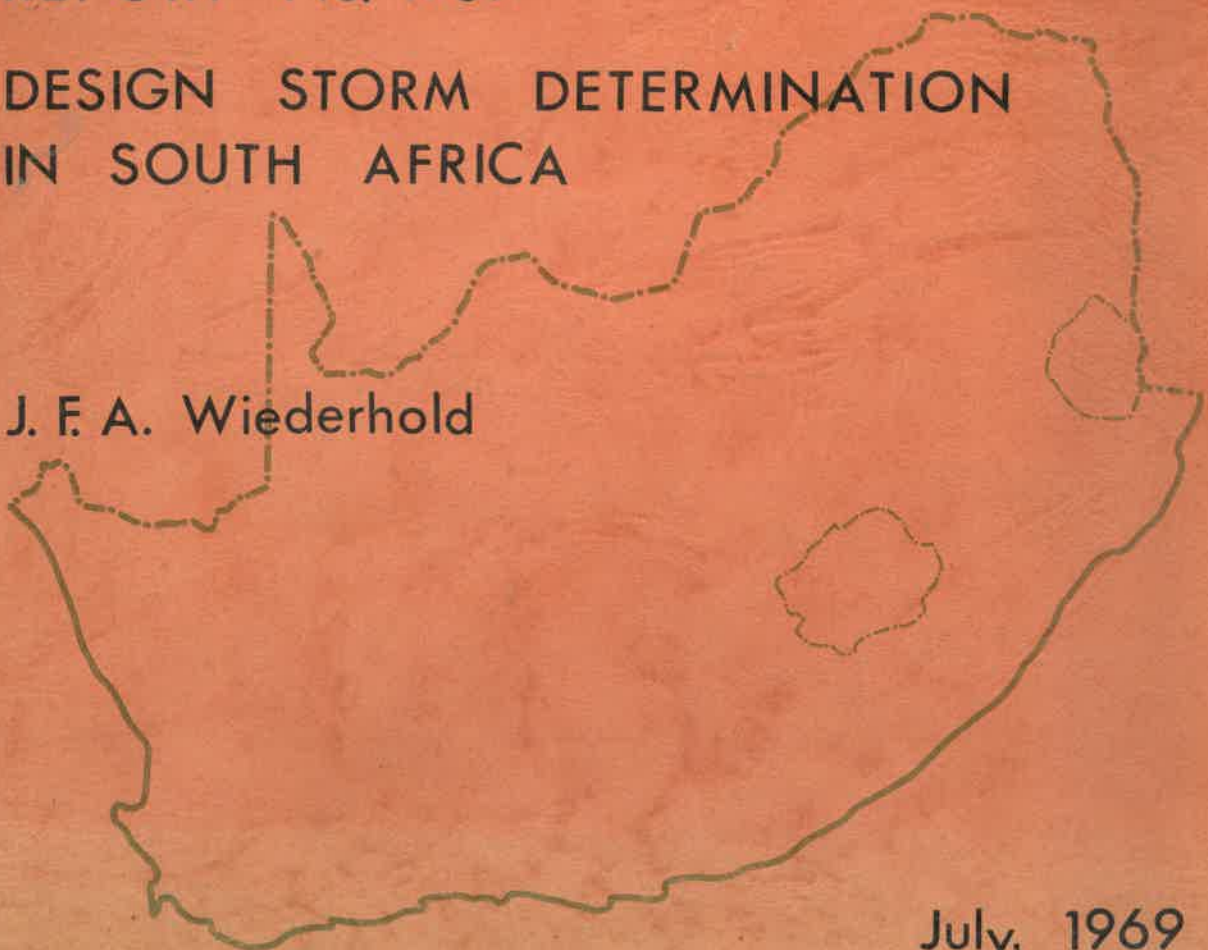 DESIGN STORM DETERMINATION
IN SOUTH AFRICA
J. F. A. Wiederhold
July, 1969